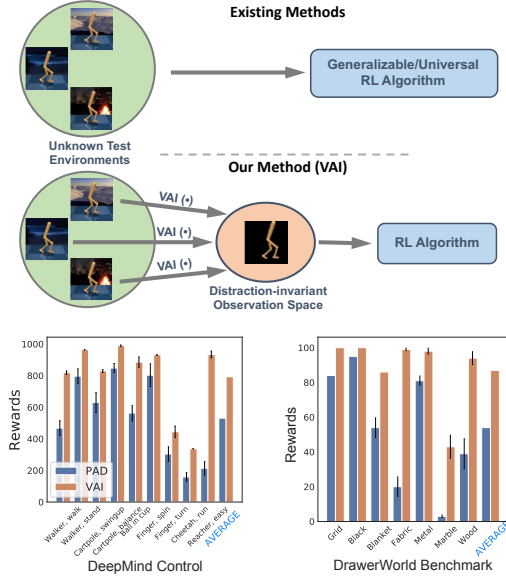 Existing Methods
Generalizable/Universal
RL Algorithm
Unknown Test
Environments
Our Method (VAI)
VAI (•)
VAI (•)
VAI (•)
RL Algorithm
Distraction-invariant
Observation Space
1000
800
600
400
200
0
Rewards
PAD
VAI
Walker, walk
Walker, stand
Cartpole, swingup
Cartpole, balance
Ball in cup
Finger, spin
Finger, turn
Cheetah, run
Reacher, easy
AVERAGE
DeepMind Control
100
80
60
40
20
0
Rewards
Grid
Black
Blanket
Fabric
Metal
Marble
Wood
AVERAGE
DrawerWorld Benchmark